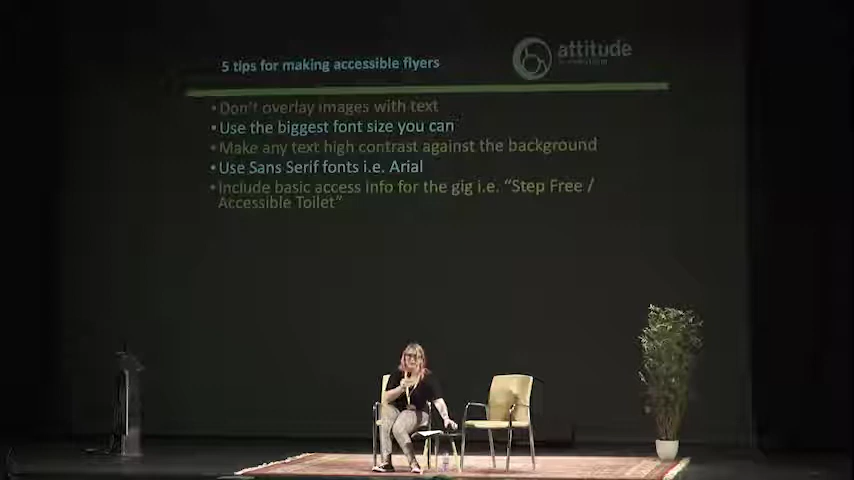 5 tips for making accessible flyers
attitude
•Don't overlay images with text
•Use the biggest font size you can
•Make any text high contrast against the background
•Use Sans Serif fonts i.e. Arial
•Include basic access info for the gig i.e. “Step Free /
Accessible Toilet”